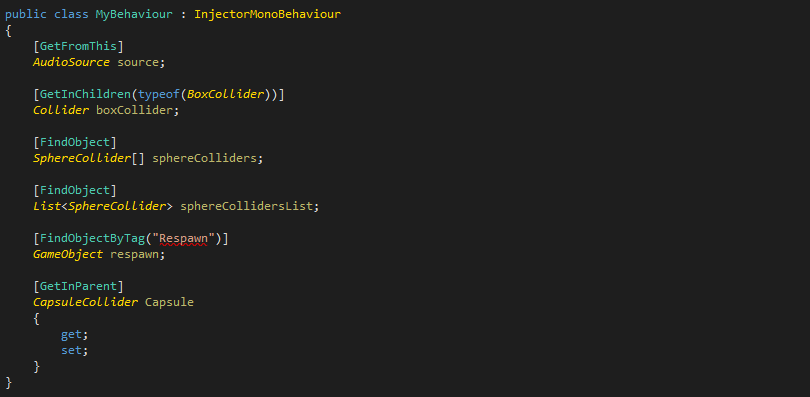 public class MyBehaviour : InjectorMonoBehaviour
{
    [GetFromThis]
    AudioSource source;

    [GetInChildren(typeof(BoxCollider))]
    Collider boxCollider;

    [FindObject]
    SphereCollider[] sphereColliders;

    [FindObject]
    List<SphereCollider> sphereCollidersList;

    [FindObjectByTag("Respawn")]
    GameObject respawn;

    [GetInParent]
    CapsuleCollider Capsule
    {
        get;
        set;
    }
}